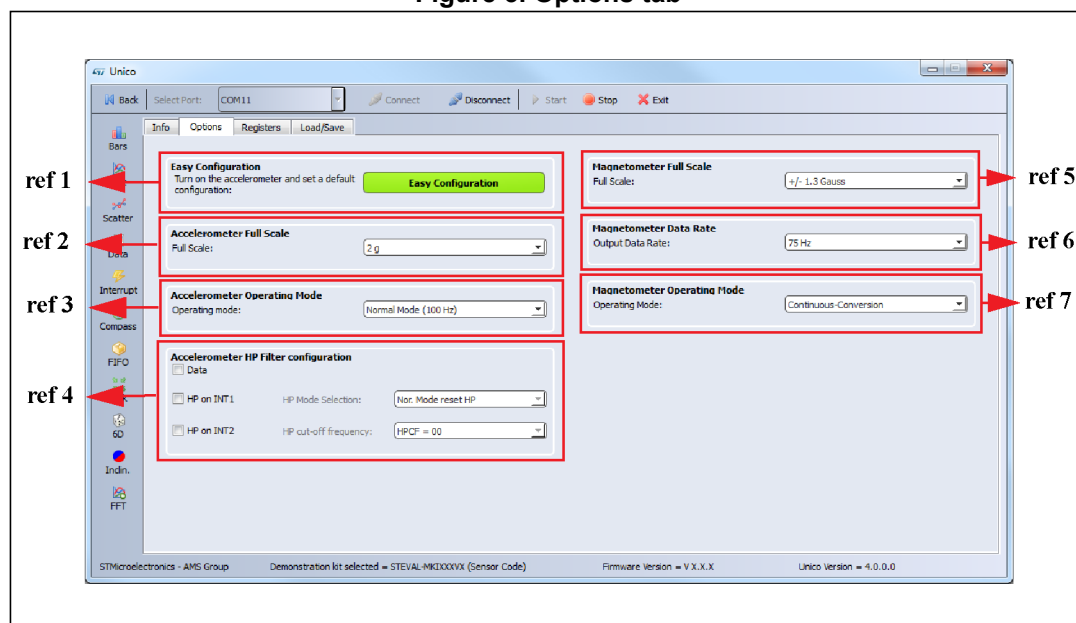 Unico
Back Select Port: COM11 Connect Disconnect Start Stop Exit
Info Options Registers Load/Save
Bars
Scatter
Data
Interrupt
Compass
FIFO
6D
Inclin.
FFT
ref 1
Easy Configuration
Turn on the accelerometer and set a default
configuration:
Easy Configuration
ref 2
Accelerometer Full Scale
Full Scale: 2 g
ref 3
Accelerometer Operating Mode
Operating mode: Normal Mode (100 Hz)
ref 4
Accelerometer HP Filter configuration
Data
HP on INT1 HP Mode Selection: Nor. Mode reset HP
HP on INT2 HP cut-off frequency: HPCF = 00
Magnetometer Full Scale
Full Scale: +/- 1.3 Gauss
ref 5
Magnetometer Data Rate
Output Data Rate: 75 Hz
ref 6
Magnetometer Operating Mode
Operating Mode: Continuous-Conversion
ref 7
STMicroelectronics - AMS Group Demonstration kit selected = STEVAL-MKIXXXVX (Sensor Code) Firmware Version = V X.X.X Unico Version = 4.0.0.0